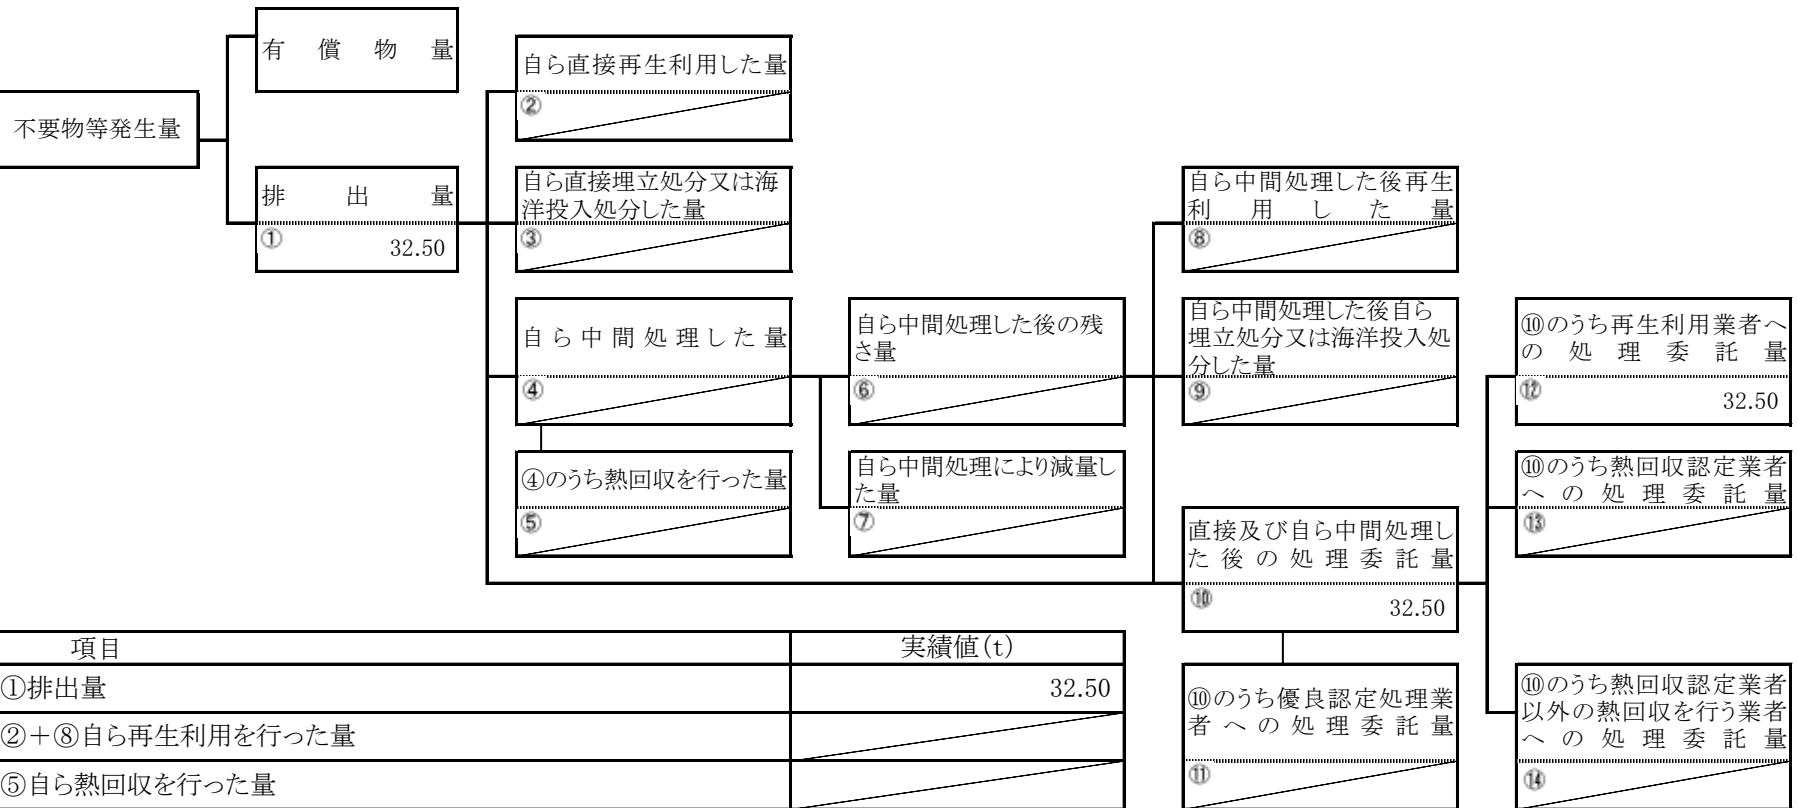 有償物量
不要物等発生量
排出量
①
32.50
自ら直接再生利用した量
②
自ら直接埋立処分又は海
洋投入処分した量
③
自ら中間処理した量
④
④のうち熱回収を行った量
⑤
自ら中間処理した後の残
さ量
⑥
自ら中間処理により減量し
た量
⑦
自ら中間処理した後再生
利用した量
⑧
自ら中間処理した後自ら
埋立処分又は海洋投入処
分した量
⑨
直接及び自ら中間処理し
た後の処理委託量
⑩
32.50
⑩のうち優良認定処理業
者への処理委託量
⑪
⑩のうち再生利用業者へ
の処理委託量
⑫
32.50
⑩のうち熱回収認定業者
への処理委託量
⑬
⑩のうち熱回収認定業者
以外の熱回収を行う業者
への処理委託量
⑭
項目 実績値(t)
①排出量 32.50
②+⑧自ら再生利用を行った量
⑤自ら熱回収を行った量